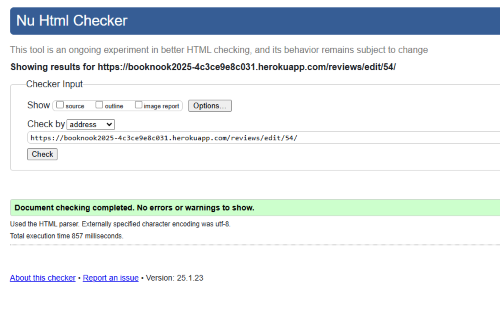 Nu Html Checker
This tool is an ongoing experiment in better HTML checking, and its behavior remains subject to change
Showing results for https://booknook2025-4c3ce9e8c031.herokuapp.com/reviews/edit/54/
Checker Input
Show source outline image report Options...
Check by address
https://booknook2025-4c3ce9e8c031.herokuapp.com/reviews/edit/54/
Check
Document checking completed. No errors or warnings to show.
Used the HTML parser. Externally specified character encoding was utf-8.
Total execution time 857 milliseconds.
About this checker • Report an issue • Version: 25.1.23